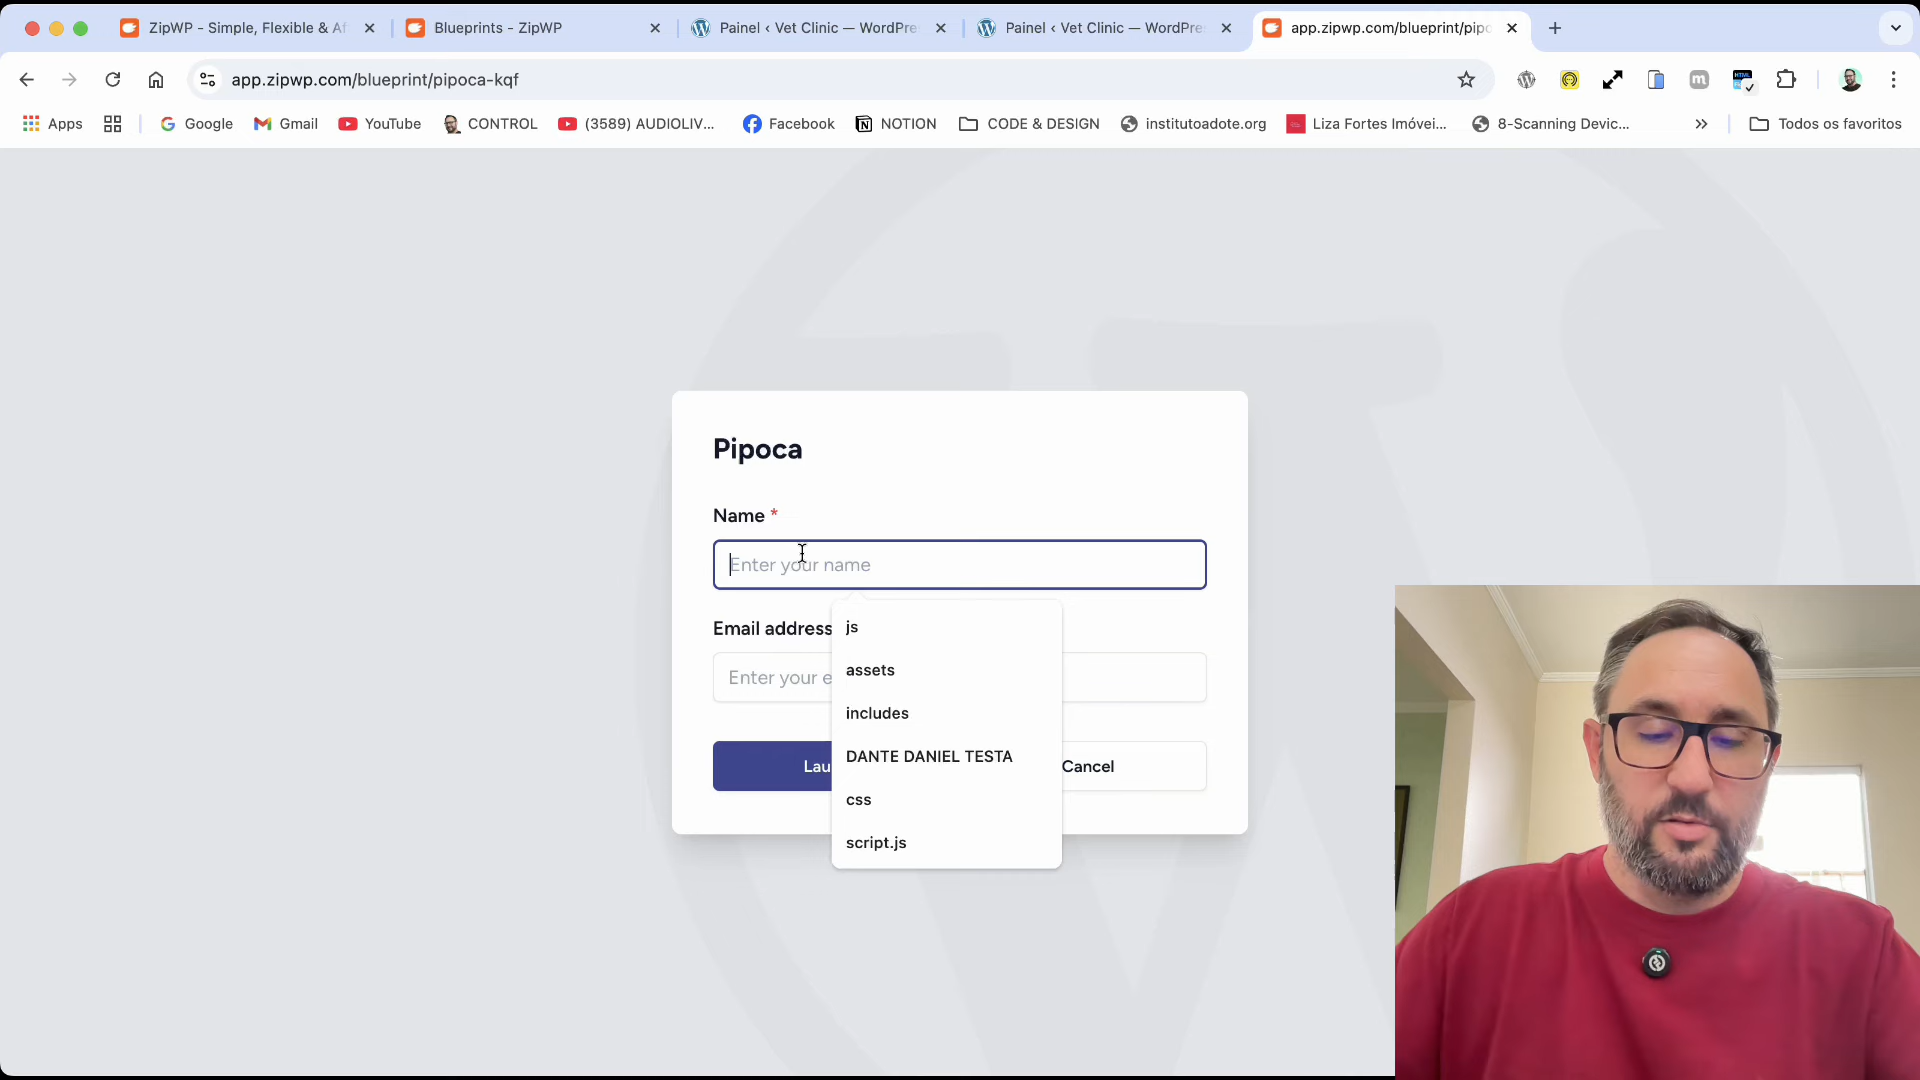 ZipWP - Simple, Flexible & Af
Blueprints - ZipWP
Painel ‹ Vet Clinic — WordPre
Painel ‹ Vet Clinic — WordPre
app.zipwp.com/blueprint/pipo
app.zipwp.com/blueprint/pipoca-kqf
Apps
Google
Gmail
YouTube
CONTROL
(3589) AUDIOLIV...
Facebook
NOTION
CODE & DESIGN
institutoadote.org
Liza Fortes Imóvei...
8-Scanning Devic...
Todos os favoritos
Pipoca
Name *
Enter your name
Email address
Enter your e
Lau
Cancel
js
assets
includes
DANTE DANIEL TESTA
css
script.js